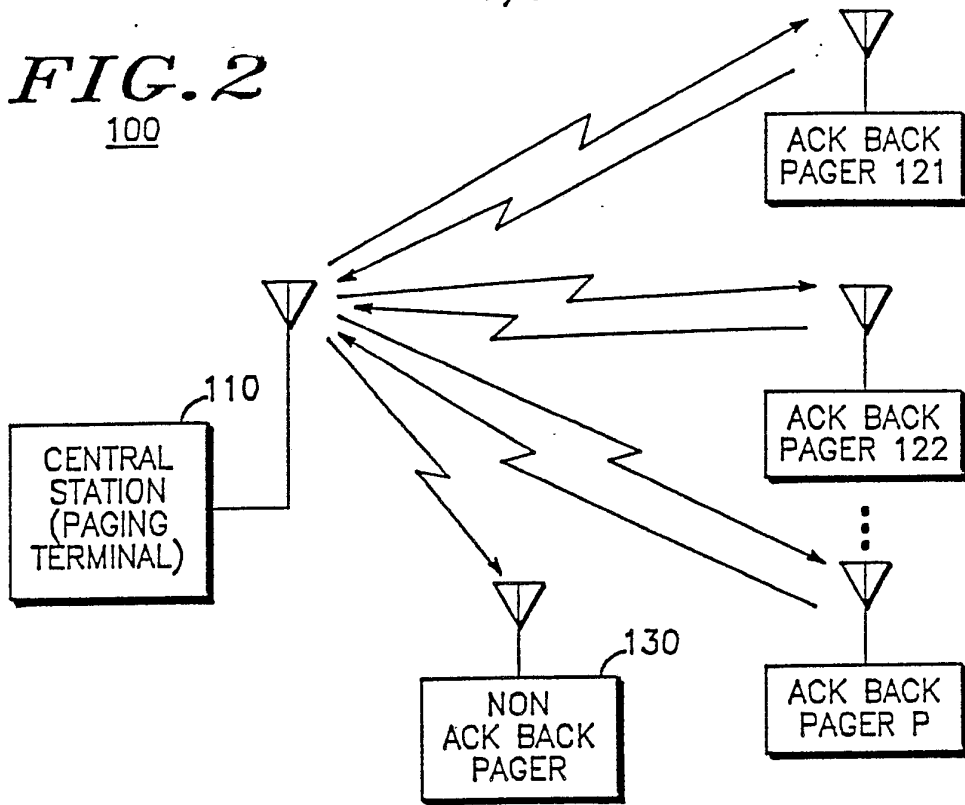 FIG. 2
100
ACK BACK
PAGER 121
110
CENTRAL
STATION
(PAGING
TERMINAL)
ACK BACK
PAGER 122
130
NON
ACK BACK
PAGER
ACK BACK
PAGER P